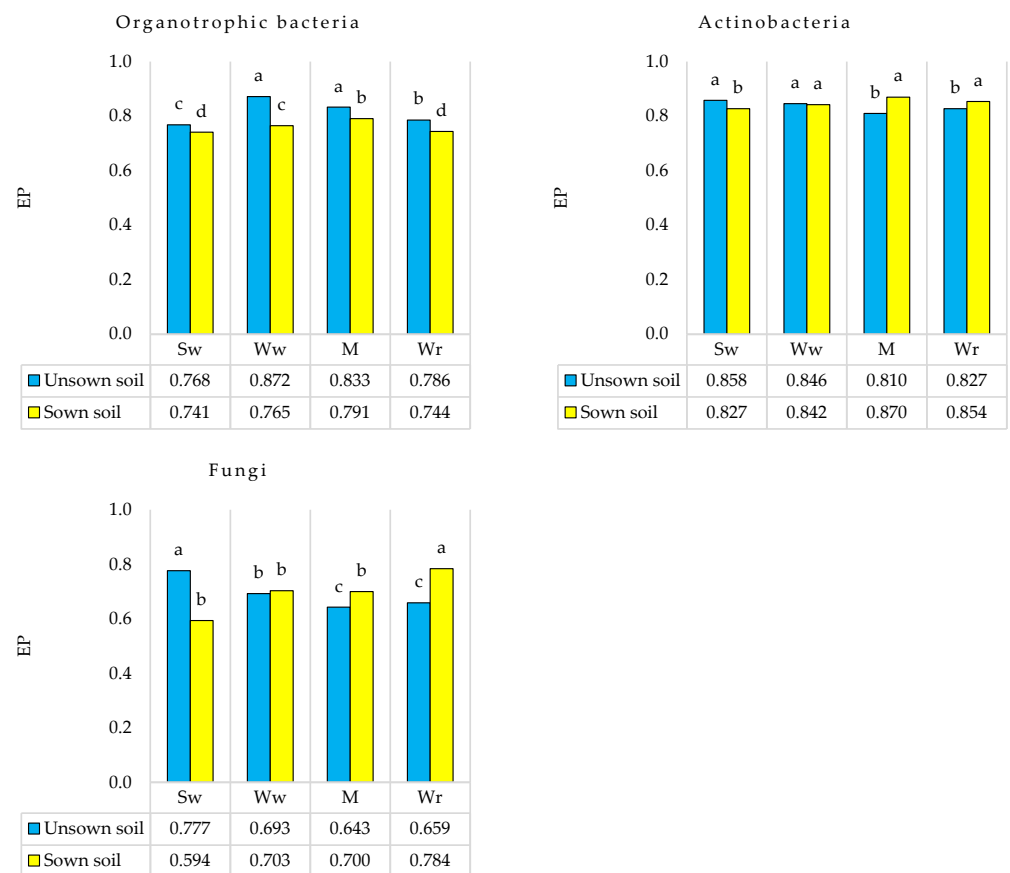 Organotrophic bacteria
EP
1.0
0.8
0.6
0.4
0.2
0.0
c d a c a b b d
Sw Ww M Wr
Unsown soil 0.768 0.872 0.833 0.786
Sown soil 0.741 0.765 0.791 0.744
Actinobacteria
EP
1.0
0.8
0.6
0.4
0.2
0.0
a b a a b a b a
Sw Ww M Wr
Unsown soil 0.858 0.846 0.810 0.827
Sown soil 0.827 0.842 0.870 0.854
Fungi
EP
1.0
0.8
0.6
0.4
0.2
0.0
a b b b c b c a
Sw Ww M Wr
Unsown soil 0.777 0.693 0.643 0.659
Sown soil 0.594 0.703 0.700 0.784